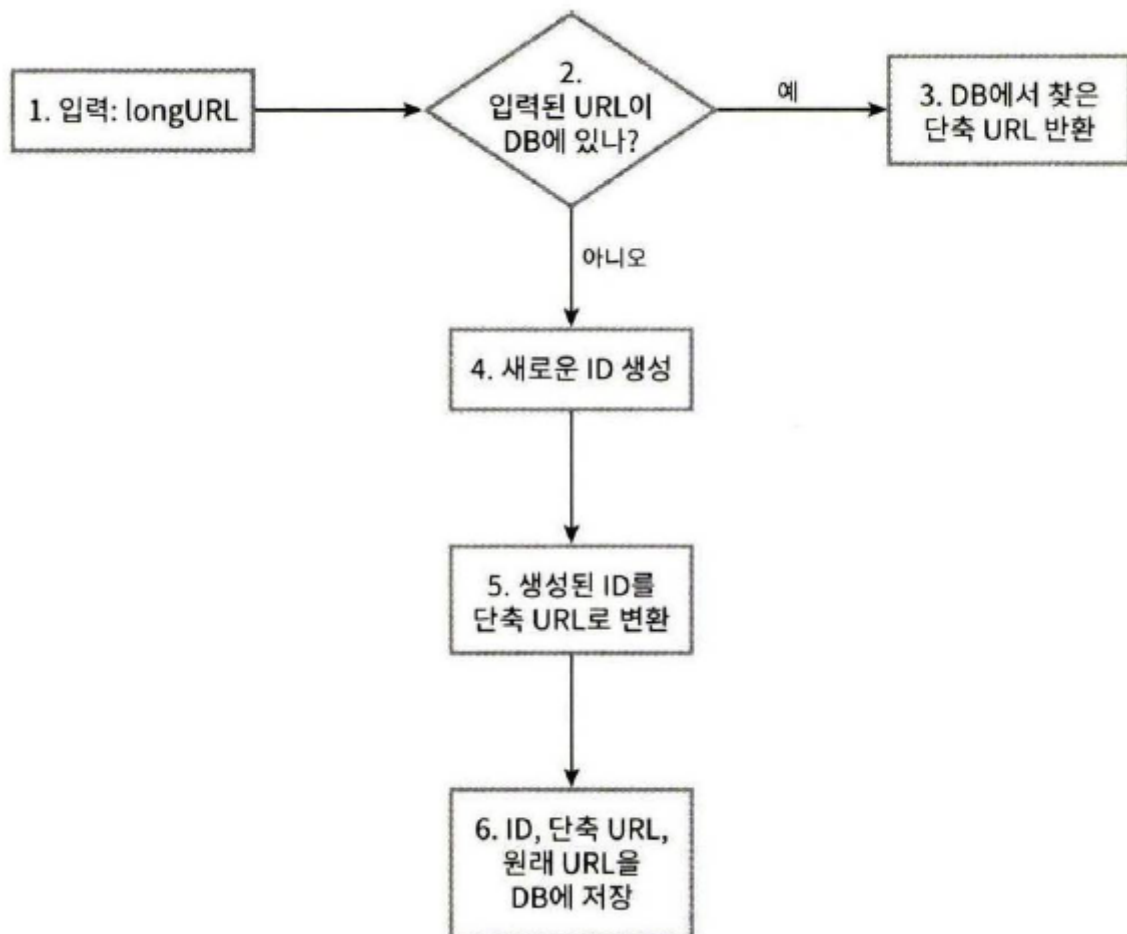 1. 입력: longURL
2.
입력된 URL이
DB에 있나?
예
3. DB에서 찾은
단축 URL 반환
아니오
4. 새로운 ID 생성
5. 생성된 ID를
단축 URL로 변환
6. ID, 단축 URL,
원래 URL을
DB에 저장